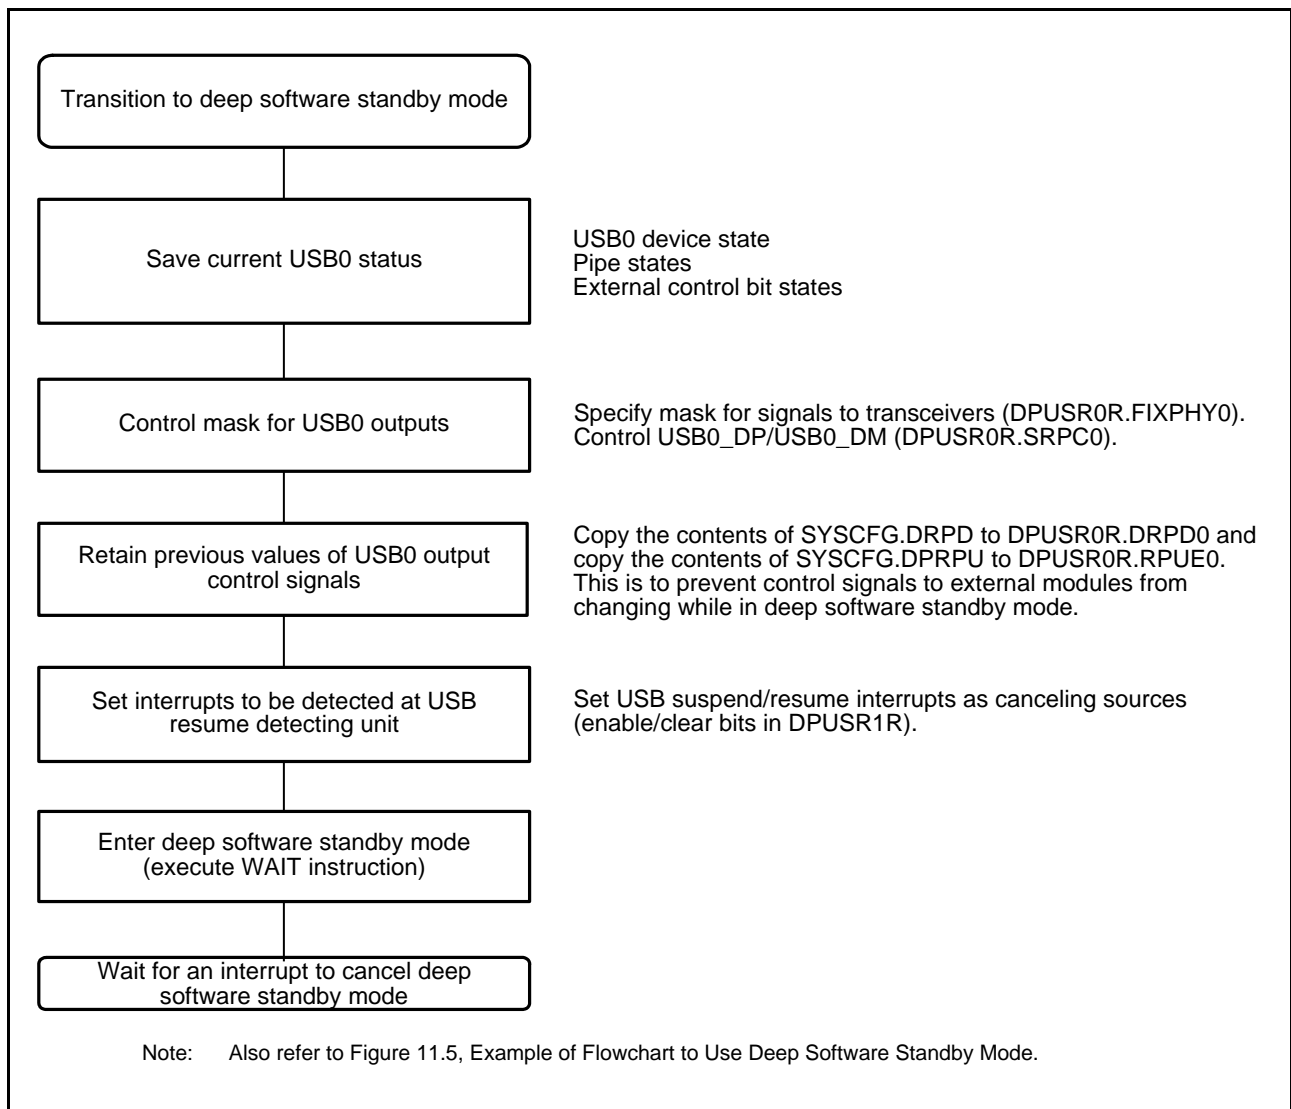 Transition to deep software standby mode
Save current USB0 status
USB0 device state
Pipe states
External control bit states
Control mask for USB0 outputs
Specify mask for signals to transceivers (DPUSR0R.FIXPHY0).
Control USB0_DP/USB0_DM (DPUSR0R.SRPC0).
Retain previous values of USB0 output
control signals
Copy the contents of SYSCFG.DRPD to DPUSR0R.DRPD0 and
copy the contents of SYSCFG.DPRPU to DPUSR0R.RPUE0.
This is to prevent control signals to external modules from
changing while in deep software standby mode.
Set interrupts to be detected at USB
resume detecting unit
Set USB suspend/resume interrupts as canceling sources
(enable/clear bits in DPUSR1R).
Enter deep software standby mode
(execute WAIT instruction)
Wait for an interrupt to cancel deep
software standby mode
Note: Also refer to Figure 11.5, Example of Flowchart to Use Deep Software Standby Mode.